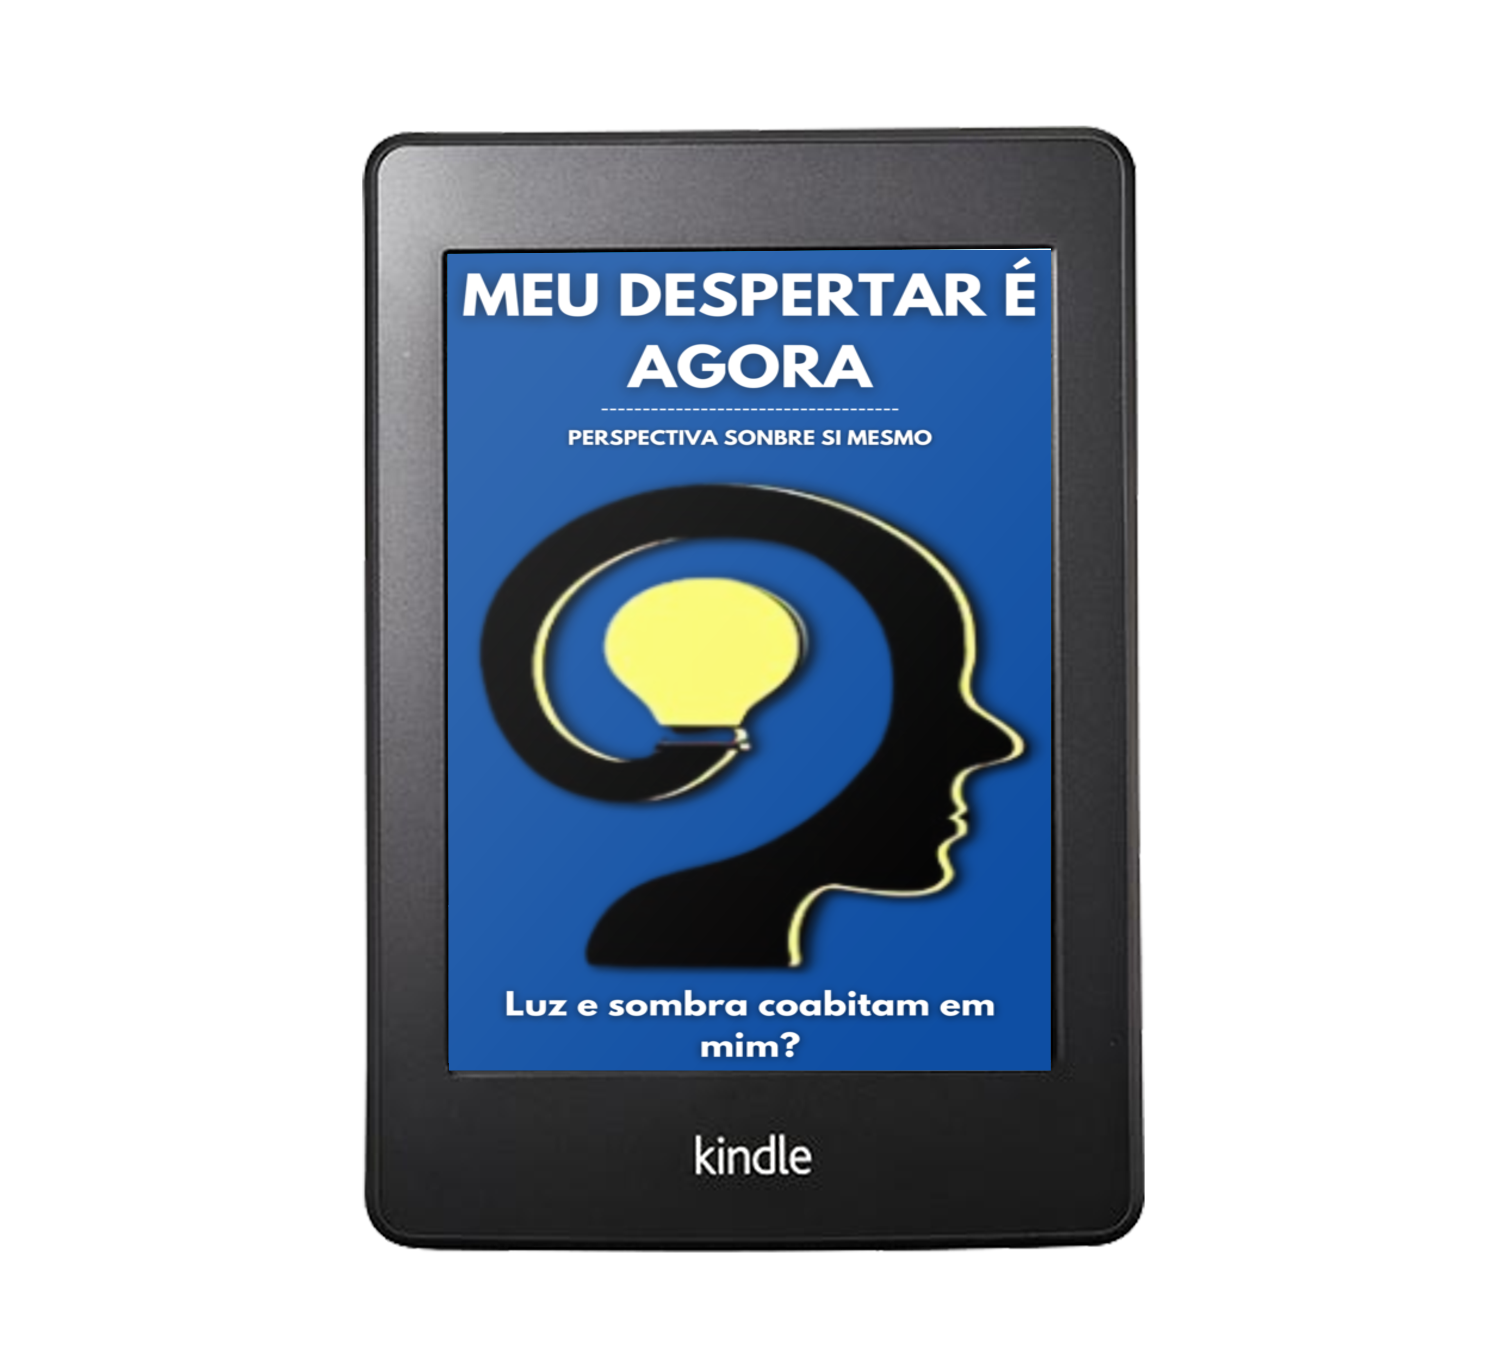 MEU DESPERTAR É
AGORA
------------------------------------
PERSPECTIVA SONBRE SI MESMO
Luz e sombra coabitam em
mim?
kindle